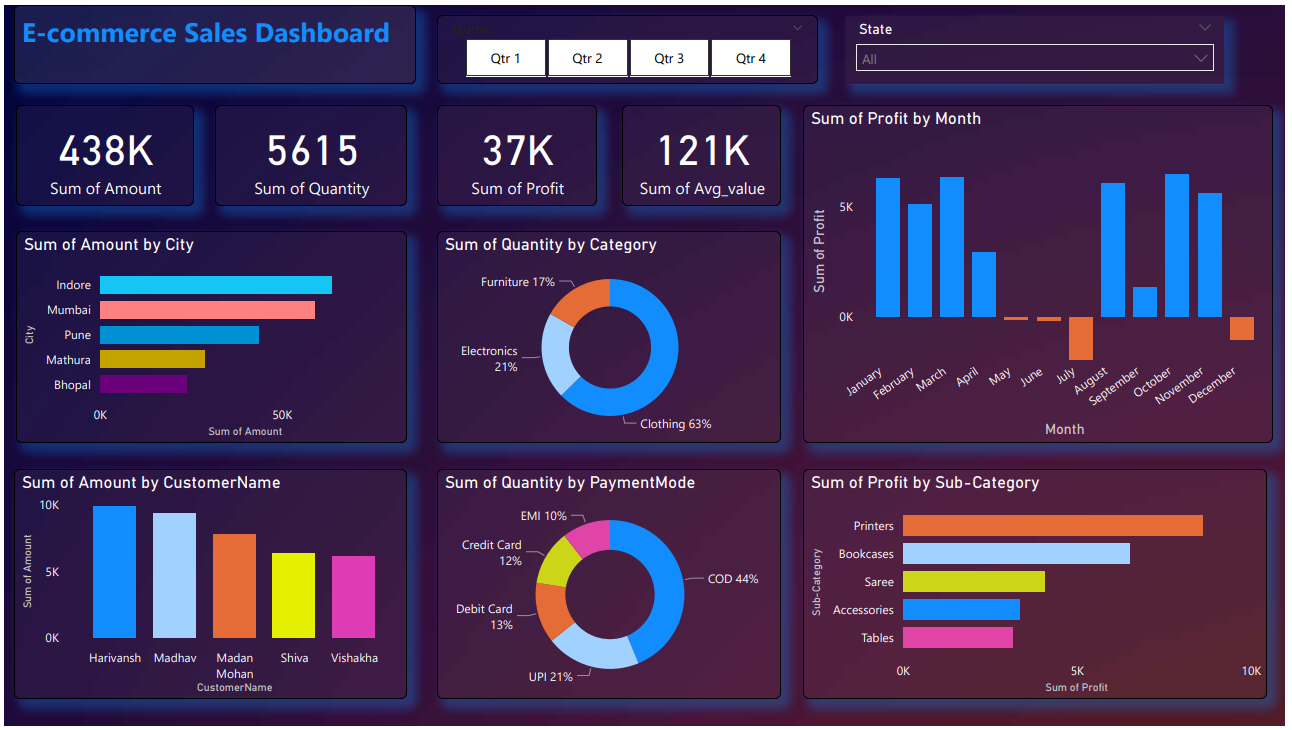 E-commerce Sales Dashboard
Qtr 1 Qtr 2 Qtr 3 Qtr 4
State
All
438K
Sum of Amount
5615
Sum of Quantity
37K
Sum of Profit
121K
Sum of Avg_value
Sum of Profit by Month
Sum of Profit
5K
0K
January February March April May June July August September October November December
Month
Sum of Amount by City
City
Indore
Mumbai
Pune
Mathura
Bhopal
0K 50K
Sum of Amount
Sum of Quantity by Category
Furniture 17%
Electronics
21%
Clothing 63%
Sum of Amount by CustomerName
Sum of Amount
10K
5K
0K
Harivansh Madhav Madan Shiva Vishakha
Mohan
CustomerName
Sum of Quantity by PaymentMode
EMI 10%
Credit Card
12%
COD 44%
Debit Card
13%
UPI 21%
Sum of Profit by Sub-Category
Sub-Category
Printers
Bookcases
Saree
Accessories
Tables
0K 5K 10K
Sum of Profit